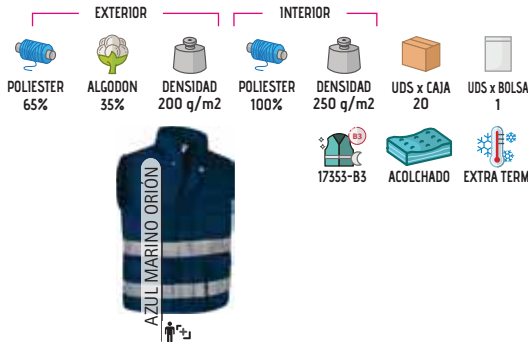 EXTERIOR
INTERIOR
POLIESTER
65%
ALGODON
35%
DENSIDAD
200 g/m2
POLIESTER
100%
DENSIDAD
250 g/m2
UDS x CAJA
20
UDS x BOLSA
1
B3
17353-B3
ACOLCHADO
EXTRA TERM
AZUL MARINO ORION